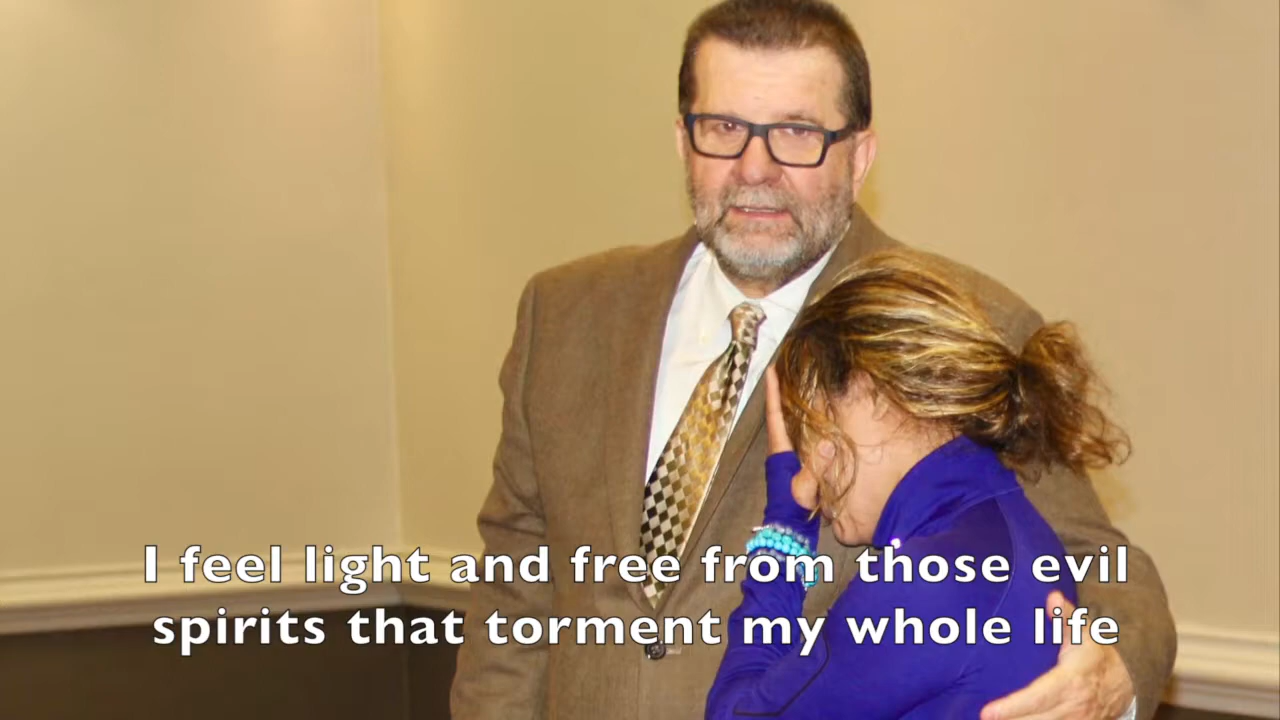 I feel light and free from those evil
spirits that torment my whole life